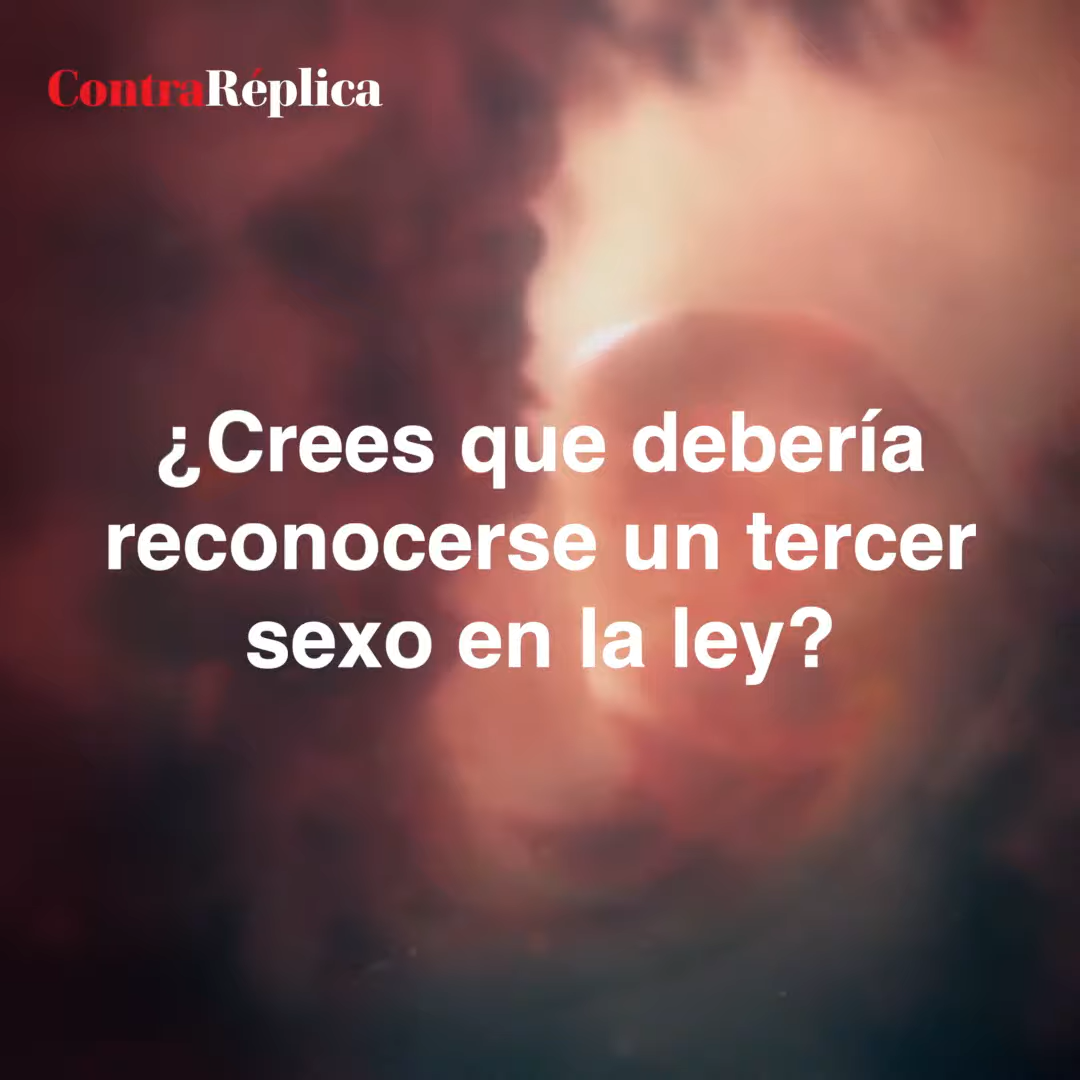 ContraRéplica
¿Crees que debería
reconocerse un tercer
sexo en la ley?